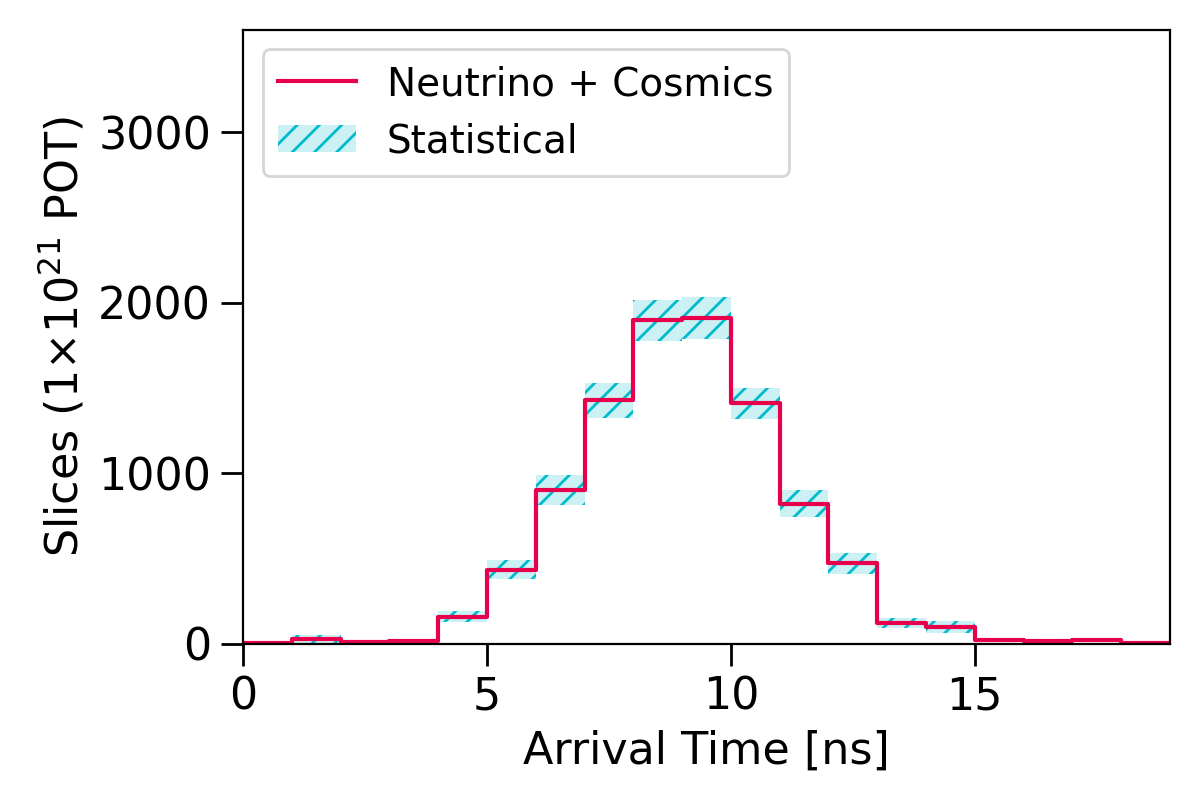 Neutrino + Cosmics
Statistical
Slices (1×10²¹ POT)
3000
2000
1000
0
0 5 10 15
Arrival Time [ns]